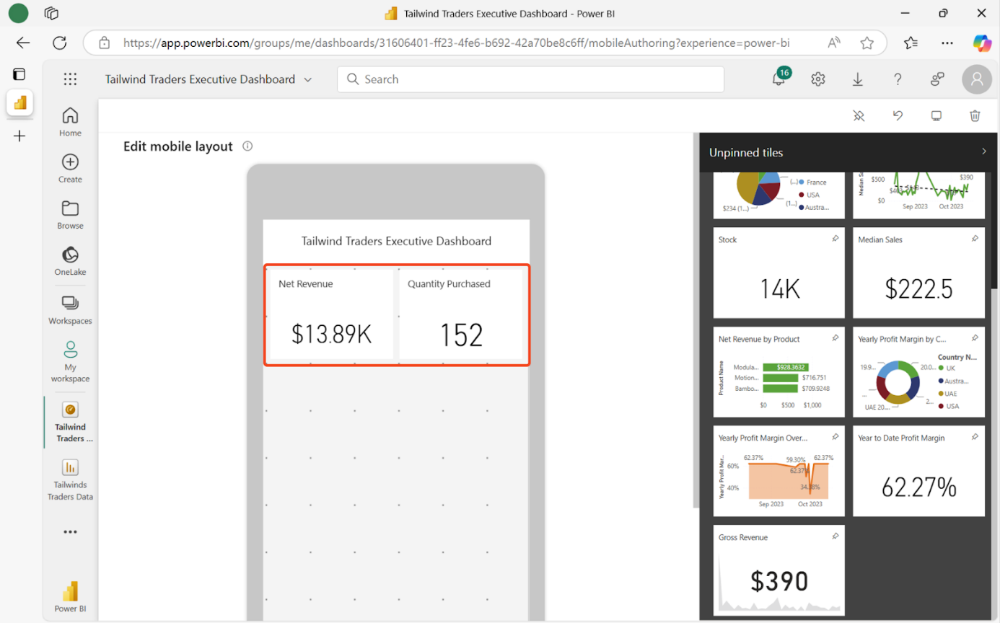 Tailwind Traders Executive Dashboard - Power BI
https://app.powerbi.com/groups/me/dashboards/31606401-ff23-4fe6-b692-42a70be8c6ff/mobileAuthoring?experience=power-bi
Tailwind Traders Executive Dashboard
Search
16
Home
Create
Browse
OneLake
Workspaces
My
workspace
Tailwind
Traders ...
Tailwinds
Traders Data
Power BI
Edit mobile layout
Tailwind Traders Executive Dashboard
Net Revenue
$13.89K
Quantity Purchased
152
Unpinned tiles
(...)
France
USA
(1...)
Austra...
$234 (1...)
Median S
$500
$0
$403
$390
Sep 2023
Oct 2023
Stock
14K
Median Sales
$222.5
Net Revenue by Product
Product Name
Modula...
$928.3632
Motion...
$716.751
Bambo...
$709.9248
$0
$500
$1,000
Yearly Profit Margin by C...
Country N...
19.9...
20.0...
UK
Austra...
UAE
USA
...
2...
UAE 20...
Yearly Profit Margin Over...
Yearly Profit Mar...
60%
40%
62.37%
59.30%
62.37%
62.37%
34.38%
Sep 2023
Oct 2023
Year to Date Profit Margin
62.27%
Gross Revenue
$390